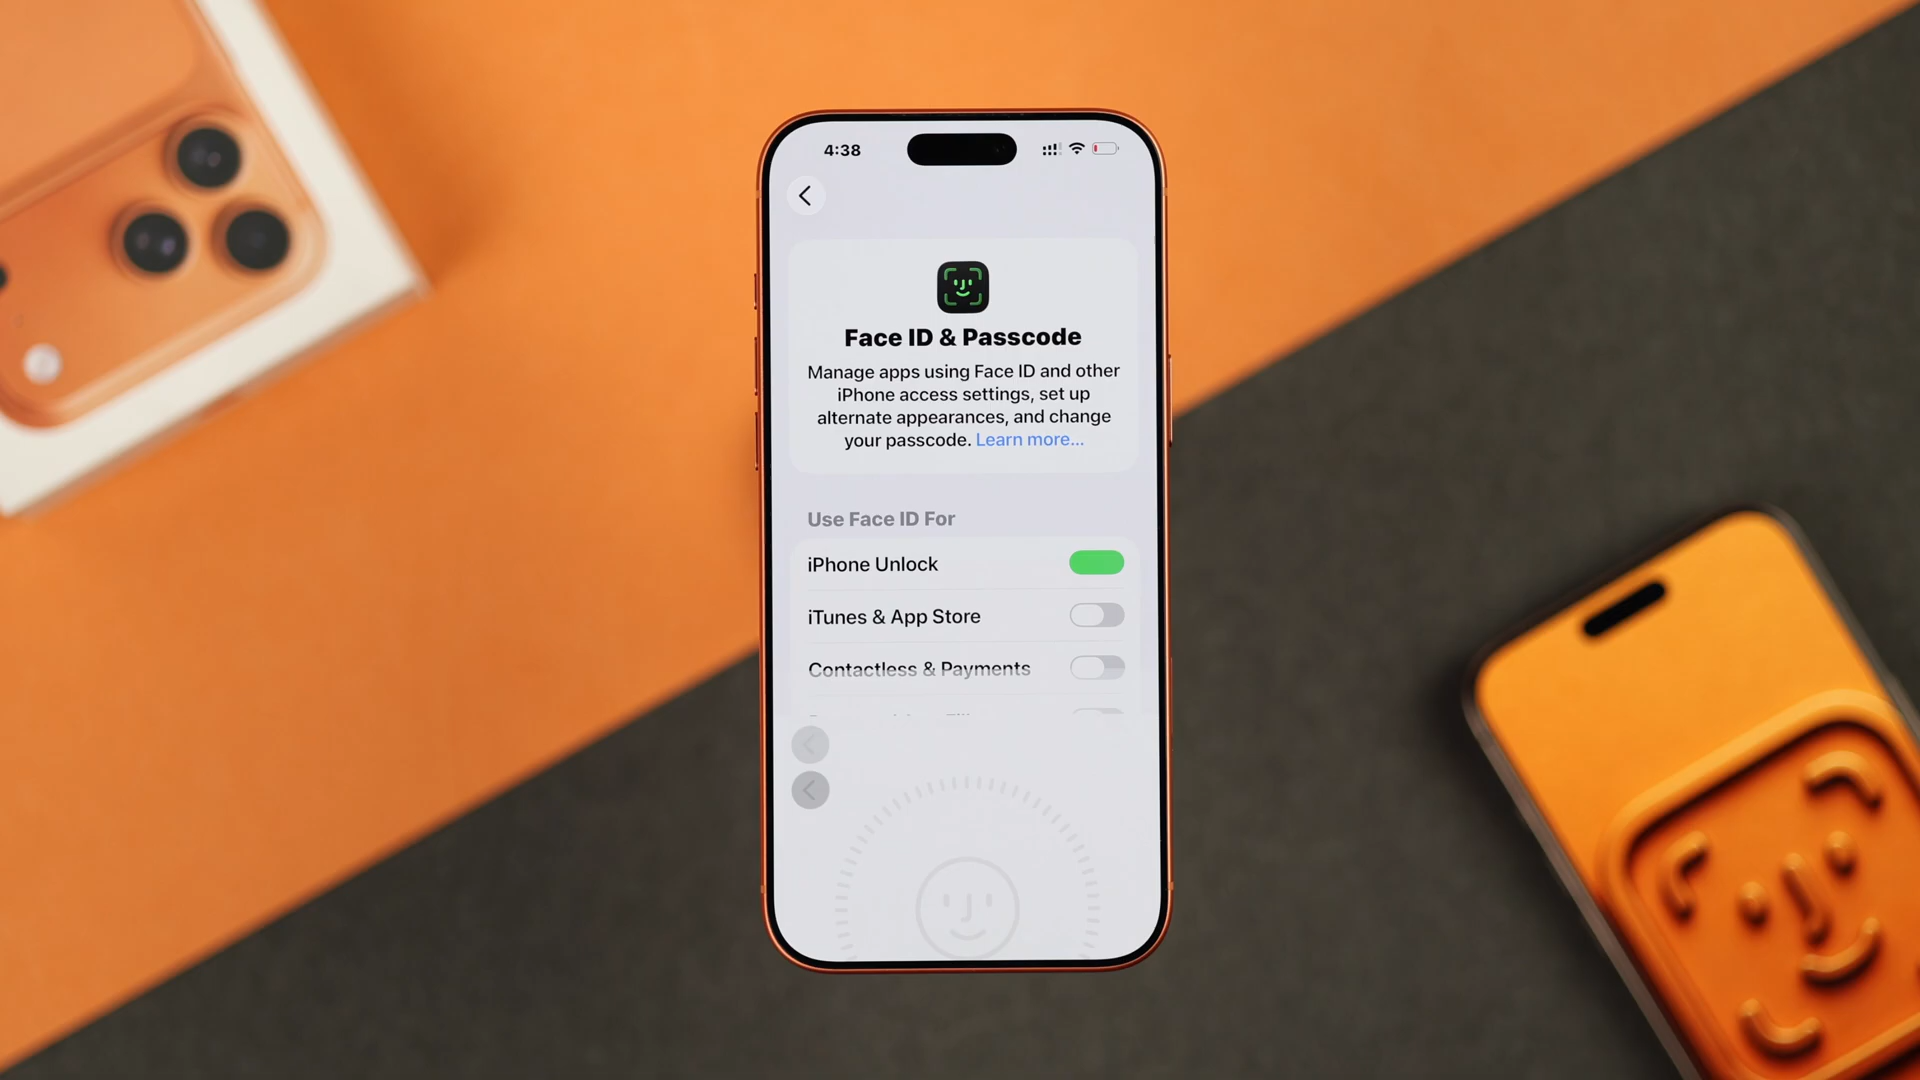 4:38
Face ID & Passcode
Manage apps using Face ID and other
iPhone access settings, set up
alternate appearances, and change
your passcode. Learn more...
Use Face ID For
iPhone Unlock
iTunes & App Store
Contactless & Payments